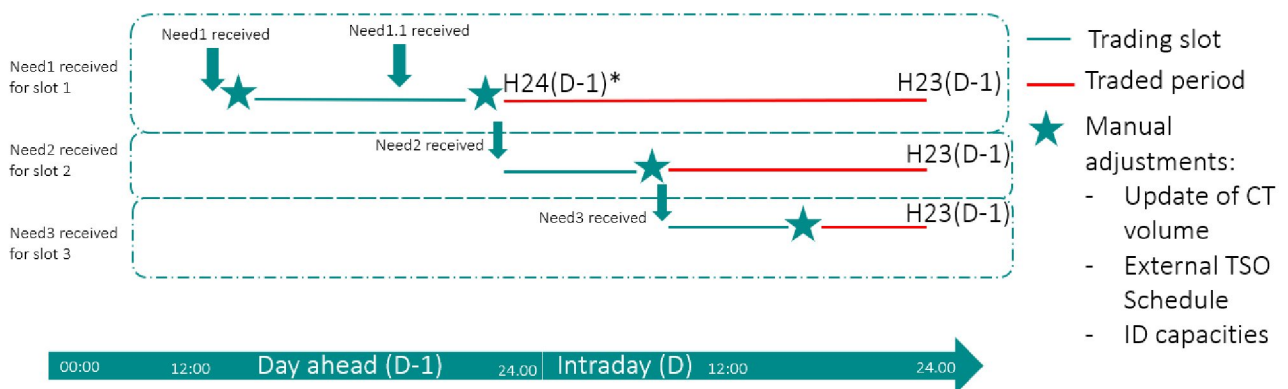 Need1 received
Need1.1 received
Need1 received
for slot 1
H24(D-1)*
H23(D-1)
Need2 received
for slot 2
Need2 received
H23(D-1)
Need3 received
for slot 3
Need3 received
H23(D-1)
Trading slot
Traded period
Manual
adjustments:
- Update of CT
volume
- External TSO
Schedule
- ID capacities
00:00
12:00
Day ahead (D-1)
24.00
Intraday (D)
12:00
24.00